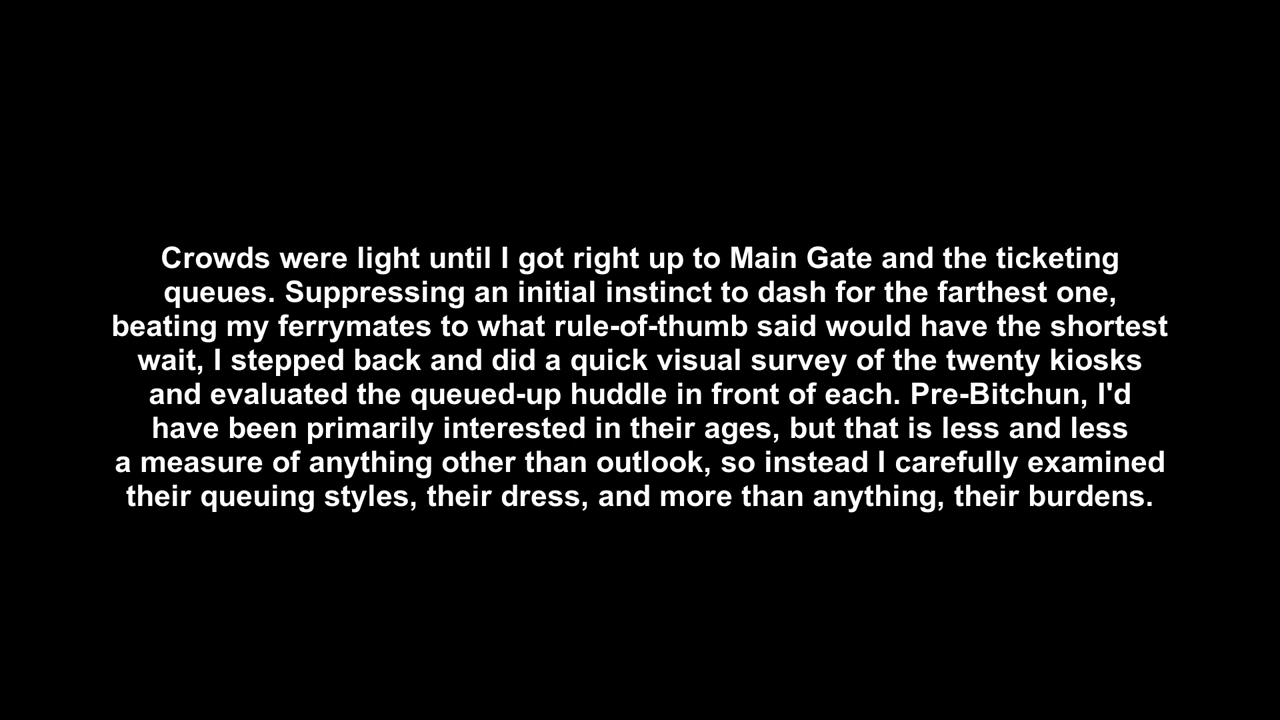 Crowds were light until I got right up to Main Gate and the ticketing
queues. Suppressing an initial instinct to dash for the farthest one,
beating my ferrymates to what rule-of-thumb said would have the shortest
wait, I stepped back and did a quick visual survey of the twenty kiosks
and evaluated the queued-up huddle in front of each. Pre-Bitchun, I'd
have been primarily interested in their ages, but that is less and less
a measure of anything other than outlook, so instead I carefully examined
their queuing styles, their dress, and more than anything, their burdens.